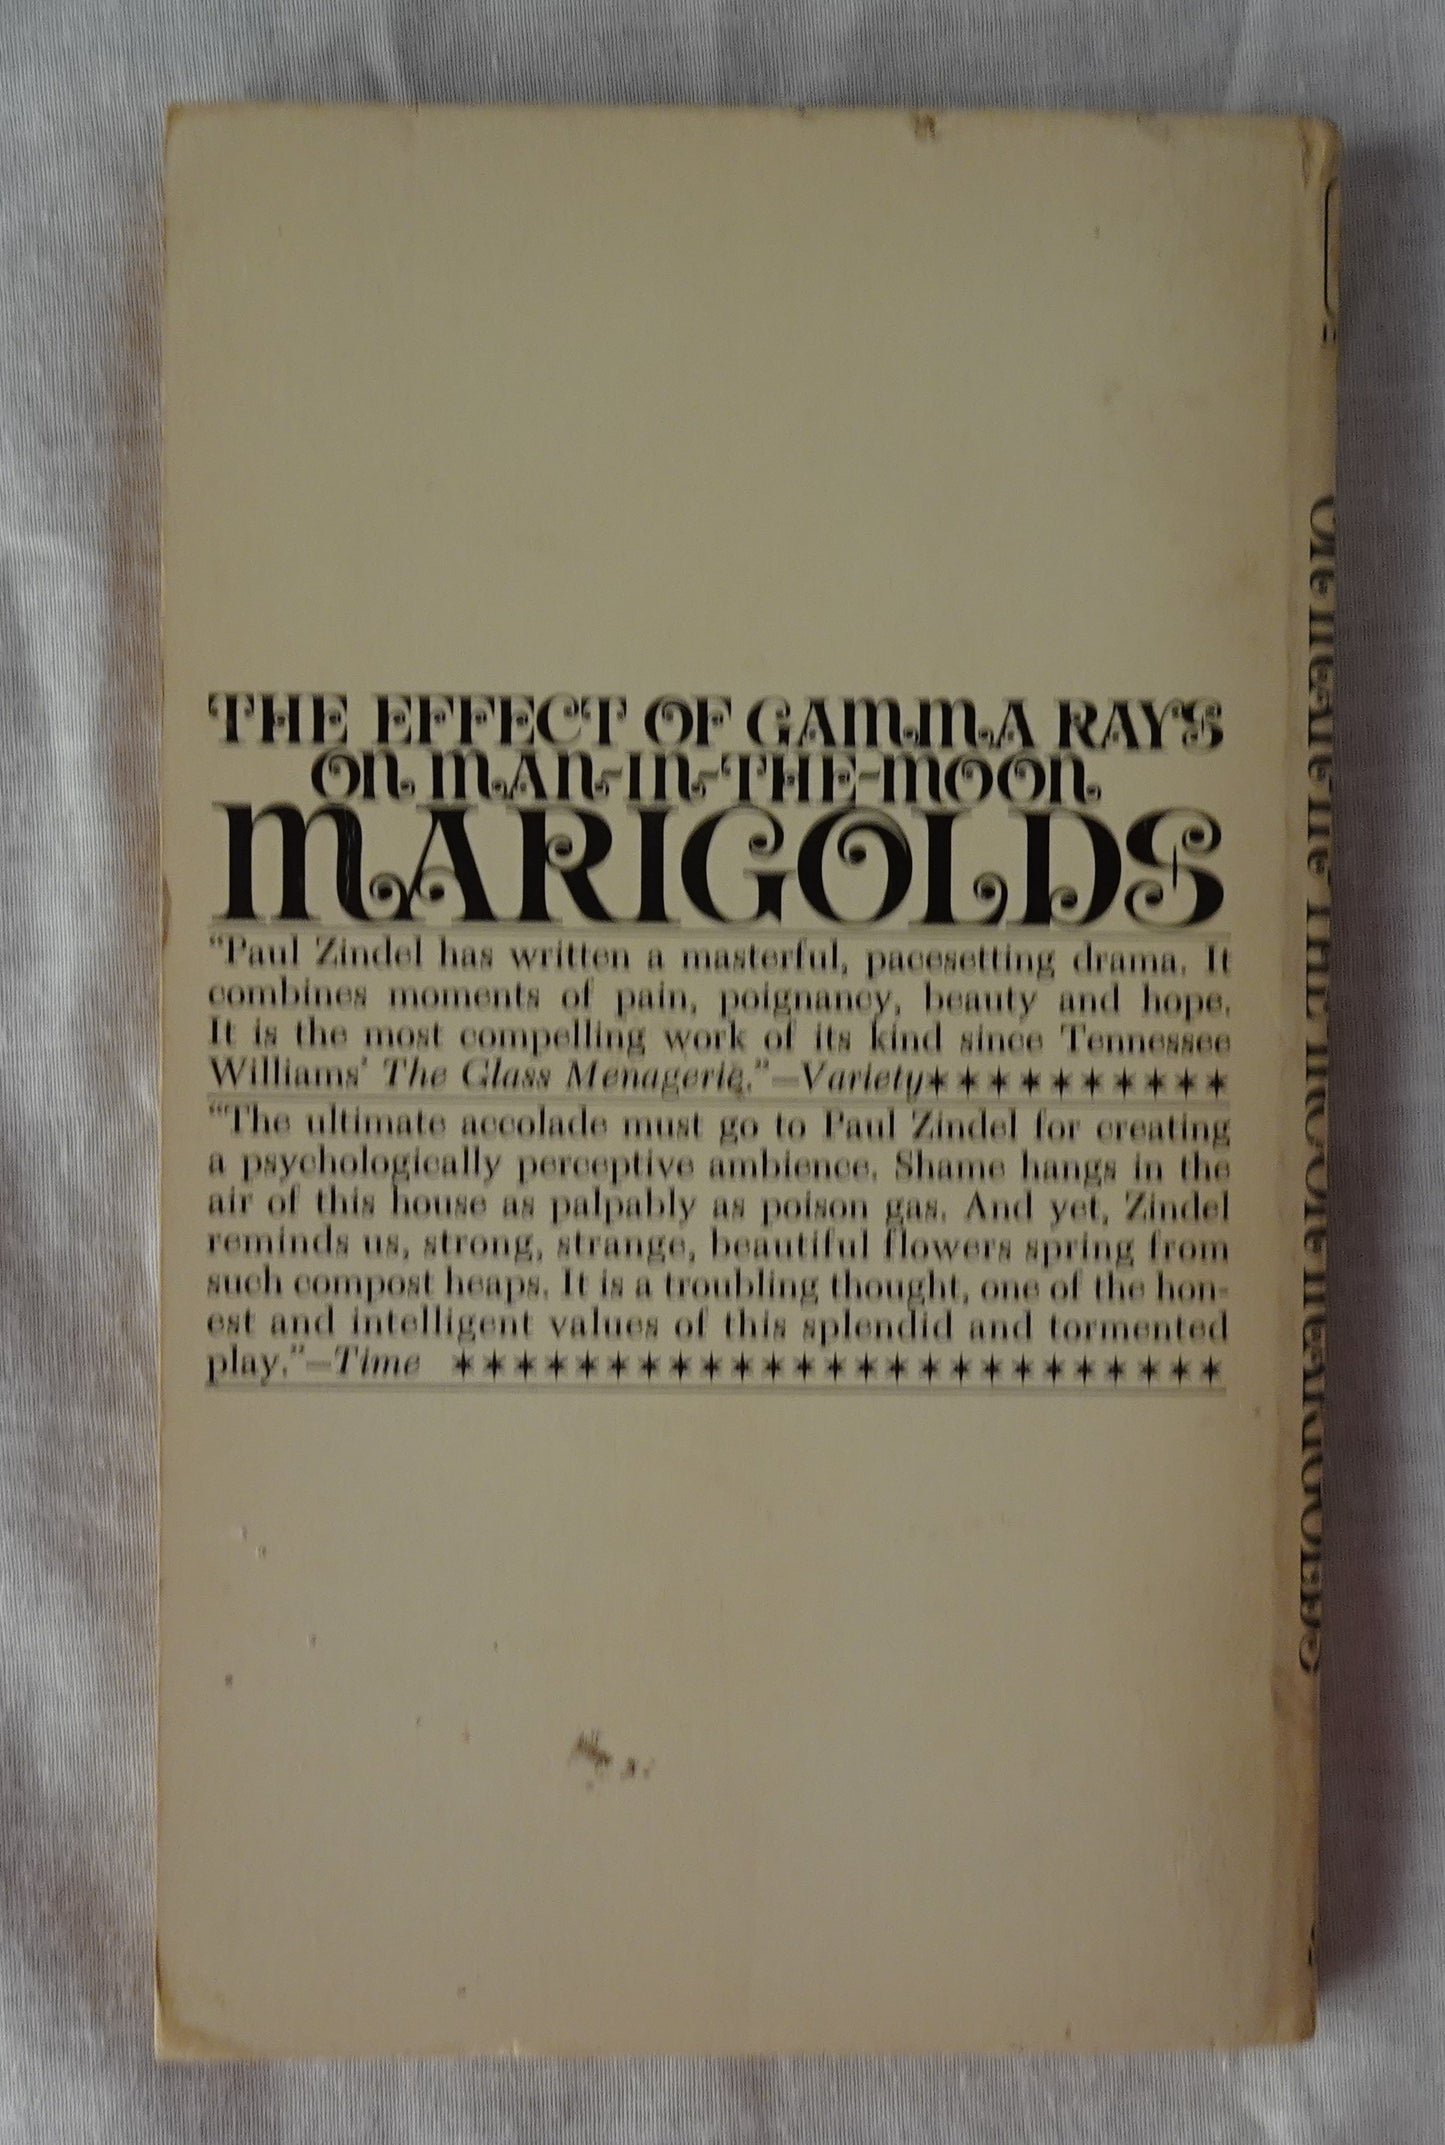 THE EFFECT OF GAMMA RAYS
ON MAN-IN-THE-MOON
MARIGOLDS
“Paul Zindel has written a masterful, pacesetting drama. It
combines moments of pain, poignancy, beauty and hope.
It is the most compelling work of its kind since Tennessee
Williams’ The Glass Menagerie.”—Variety✶✶✶✶✶✶✶✶✶✶
“The ultimate accolade must go to Paul Zindel for creating
a psychologically perceptive ambience. Shame hangs in the
air of this house as palpably as poison gas. And yet, Zindel
reminds us, strong, strange, beautiful flowers spring from
such compost heaps. It is a troubling thought, one of the hon-
est and intelligent values of this splendid and tormented
play.”—Time ✶✶✶✶✶✶✶✶✶✶✶✶✶✶✶✶✶✶✶✶✶✶✶✶✶